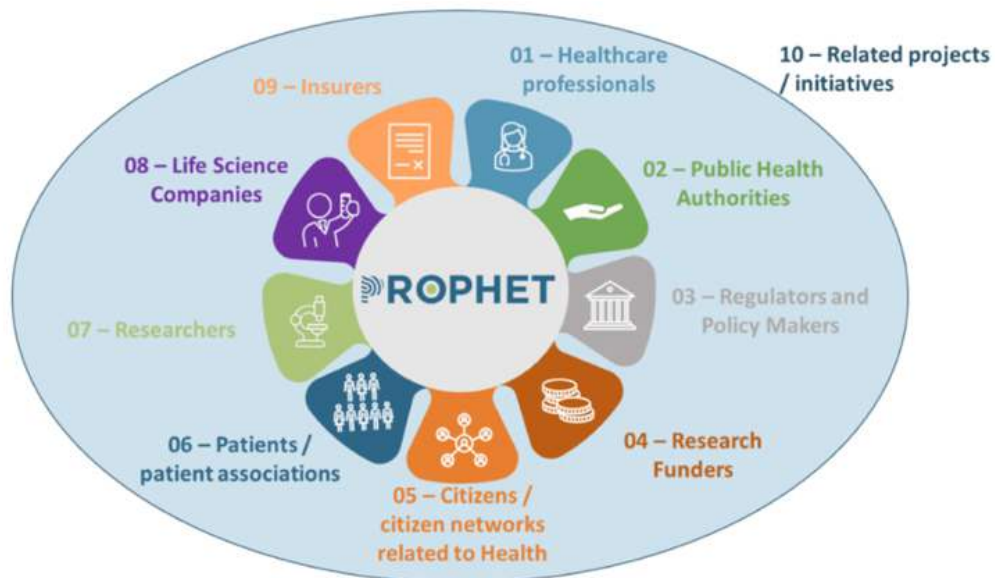 01 – Healthcare
professionals
10 – Related projects
/ initiatives
09 – Insurers
08 – Life Science
Companies
02 – Public Health
Authorities
PROPHET
07 – Researchers
03 – Regulators and
Policy Makers
06 – Patients /
patient associations
04 – Research
Funders
05 – Citizens /
citizen networks
related to Health